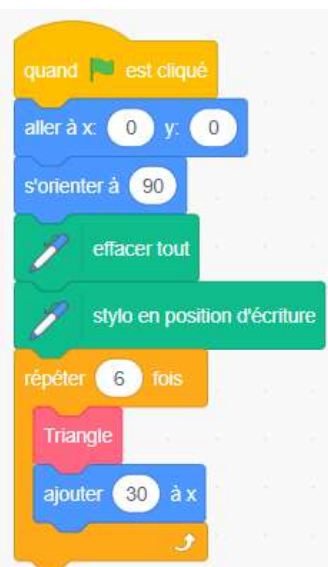 quand est cliqué
aller à x: 0 y: 0
s'orienter à 90
effacer tout
stylo en position d'écriture
répéter 6 fois
Triangle
ajouter 30 à x